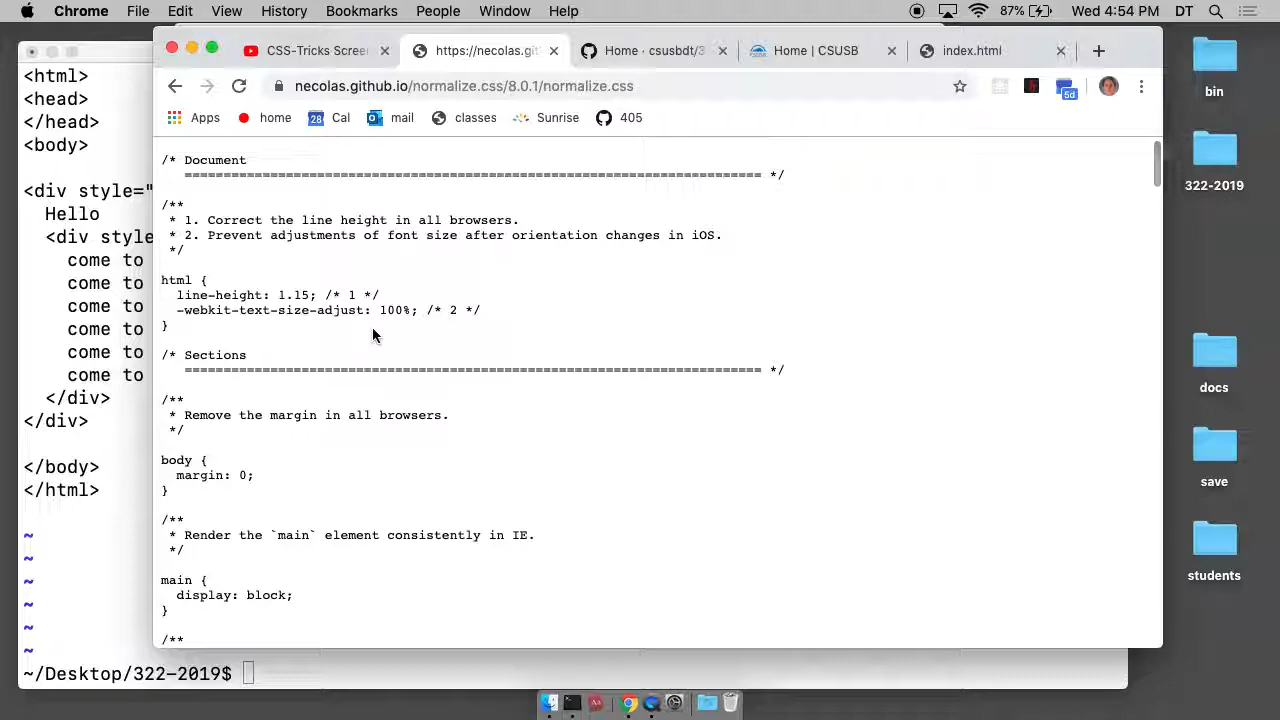 Chrome File Edit View History Bookmarks People Window Help 87% Wed 4:54 PM DT
CSS-Tricks Scree
https://necolas.git
Home · csusbdt/3
Home | CSUSB
index.html
necolas.github.io/normalize.css/8.0.1/normalize.css
5d
Apps home 28 Cal mail classes Sunrise 405
/* Document
========================================================================== */
/**
* 1. Correct the line height in all browsers.
* 2. Prevent adjustments of font size after orientation changes in iOS.
*/
html {
line-height: 1.15; /* 1 */
-webkit-text-size-adjust: 100%; /* 2 */
}
/* Sections
========================================================================== */
/**
* Remove the margin in all browsers.
*/
body {
margin: 0;
}
/**
* Render the `main` element consistently in IE.
*/
main {
display: block;
}
/**
<html>
<head>
</head>
<body>
<div style="
Hello
<div style
come to
come to
come to
come to
come to
come to
</div>
</div>
</body>
</html>
~
~
~
~
~
~
~/Desktop/322-2019$
bin
322-2019
docs
save
students